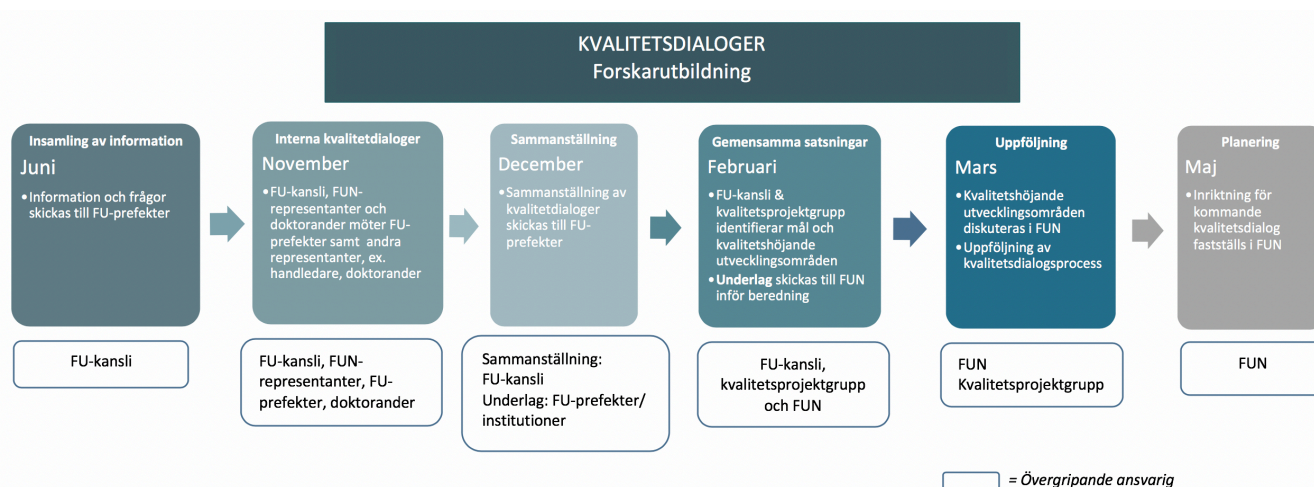 KVALITETSDIALOGER
Forskarutbildning
Insamling av information
Juni
•Information och frågor
skickas till FU-prefekter
FU-kansli
Interna kvalitetdialoger
November
•FU-kansli, FUN-
representanter och
doktorander möter FU-
prefekter samt andra
representanter, ex.
handledare, doktorander
FU-kansli, FUN-
representanter, FU-
prefekter, doktorander
Sammanställning
December
•Sammanställning av
kvalitetdialoger
skickas till FU-
prefekter
Sammanställning:
FU-kansli
Underlag: FU-prefekter/
institutioner
Gemensamma satsningar
Februari
•FU-kansli &
kvalitetsprojektgrupp
identifierar mål och
kvalitetshöjande
utvecklingsområden
•Underlag skickas till FUN
inför beredning
FU-kansli,
kvalitetsprojektgrupp
och FUN
Uppföljning
Mars
•Kvalitetshöjande
utvecklingsområden
diskuteras i FUN
•Uppföljning av
kvalitetsdialogsprocess
FUN
Kvalitetsprojektgrupp
Planering
Maj
•Inriktning för
kommande
kvalitetsdialog
fastställs i FUN
FUN
= Övergripande ansvarig